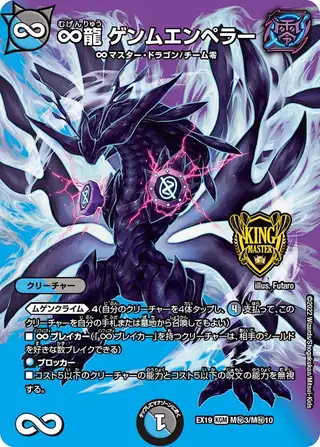 ∞
むげんりゅう
∞龍 ゲンムエンペラー
∞マスター・ドラゴン/チーム零
零
KING MASTER
illus. Futaro
クリーチャー
ムゲンクライム 4(自分のクリーチャーを4体タップし、4支払って、この
クリーチャーを自分の手札または墓地から召喚してもよい)
■∞ブレイカー(「∞ブレイカー」を持つクリーチャーは、相手のシールド
を好きな数ブレイクできる)
ブロッカー
■コスト5以下のクリーチャーの能力とコスト5以下の呪文の能力を無視
する。
∞
1
EX19 KGM M㊙3/M㊙10